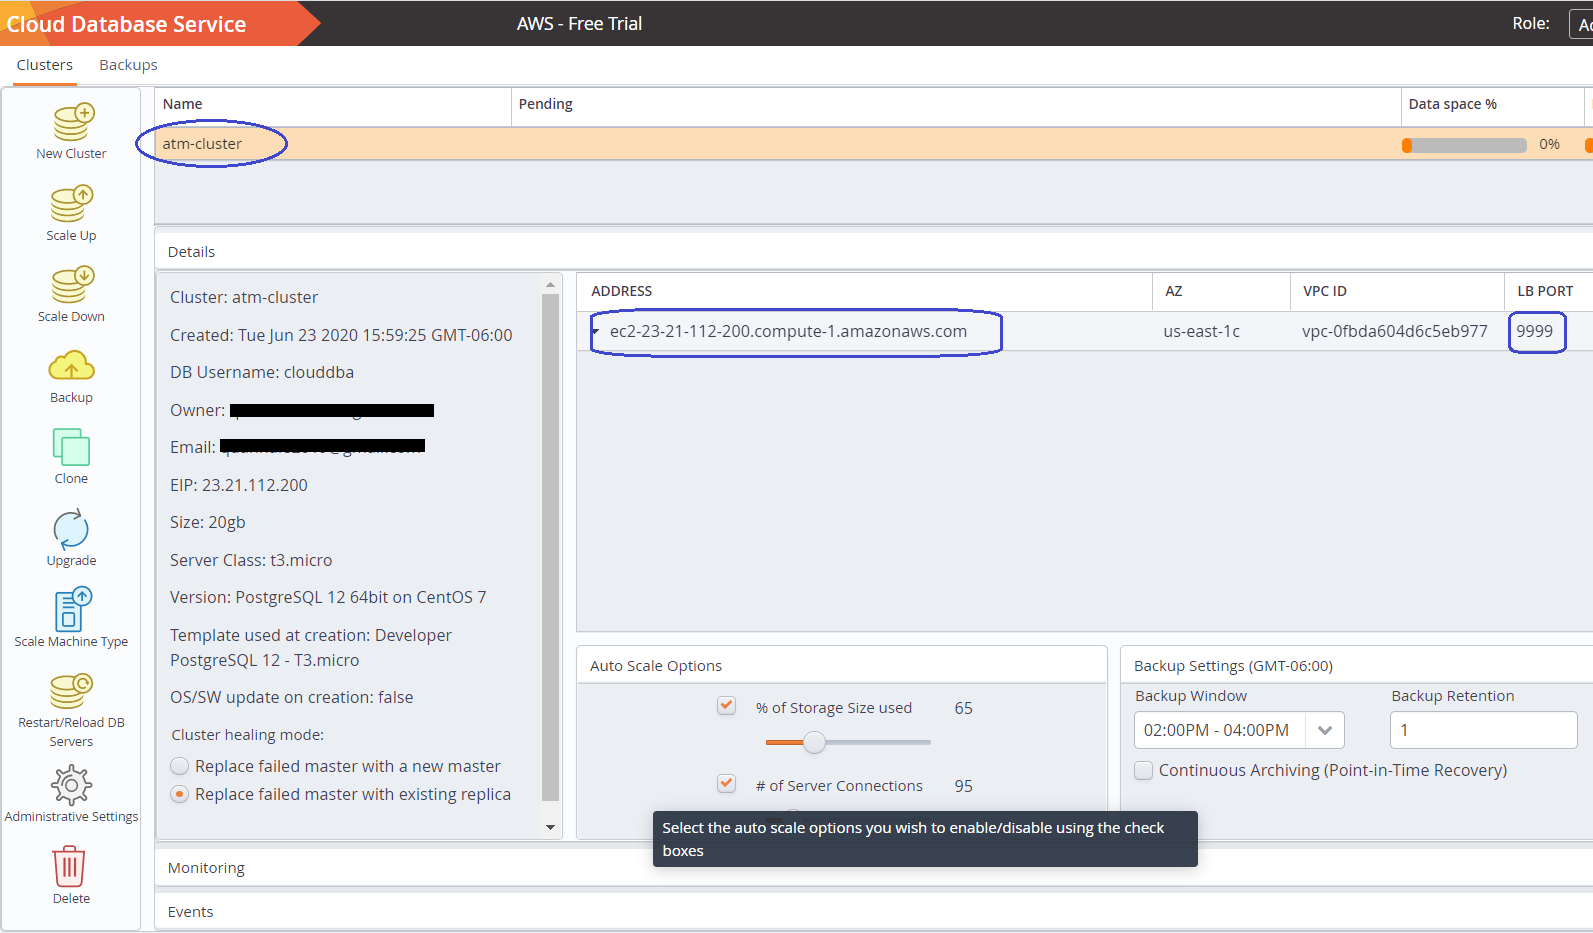 Cloud Database Service
AWS - Free Trial
Role:
Clusters
Backups
Name
Pending
Data space %
atm-cluster
0%
New Cluster
Scale Up
Scale Down
Backup
Clone
Upgrade
Scale Machine Type
Restart/Reload DB
Servers
Administrative Settings
Delete
Details
Cluster: atm-cluster
Created: Tue Jun 23 2020 15:59:25 GMT-06:00
DB Username: clouddba
Owner:
Email:
EIP: 23.21.112.200
Size: 20gb
Server Class: t3.micro
Version: PostgreSQL 12 64bit on CentOS 7
Template used at creation: Developer
PostgreSQL 12 - T3.micro
OS/SW update on creation: false
Cluster healing mode:
Replace failed master with a new master
Replace failed master with existing replica
ADDRESS
AZ
VPC ID
LB PORT
ec2-23-21-112-200.compute-1.amazonaws.com
us-east-1c
vpc-0fbda604d6c5eb977
9999
Auto Scale Options
% of Storage Size used
65
# of Server Connections
95
Select the auto scale options you wish to enable/disable using the check
boxes
Backup Settings (GMT-06:00)
Backup Window
Backup Retention
02:00PM - 04:00PM
1
Continuous Archiving (Point-in-Time Recovery)
Monitoring
Events